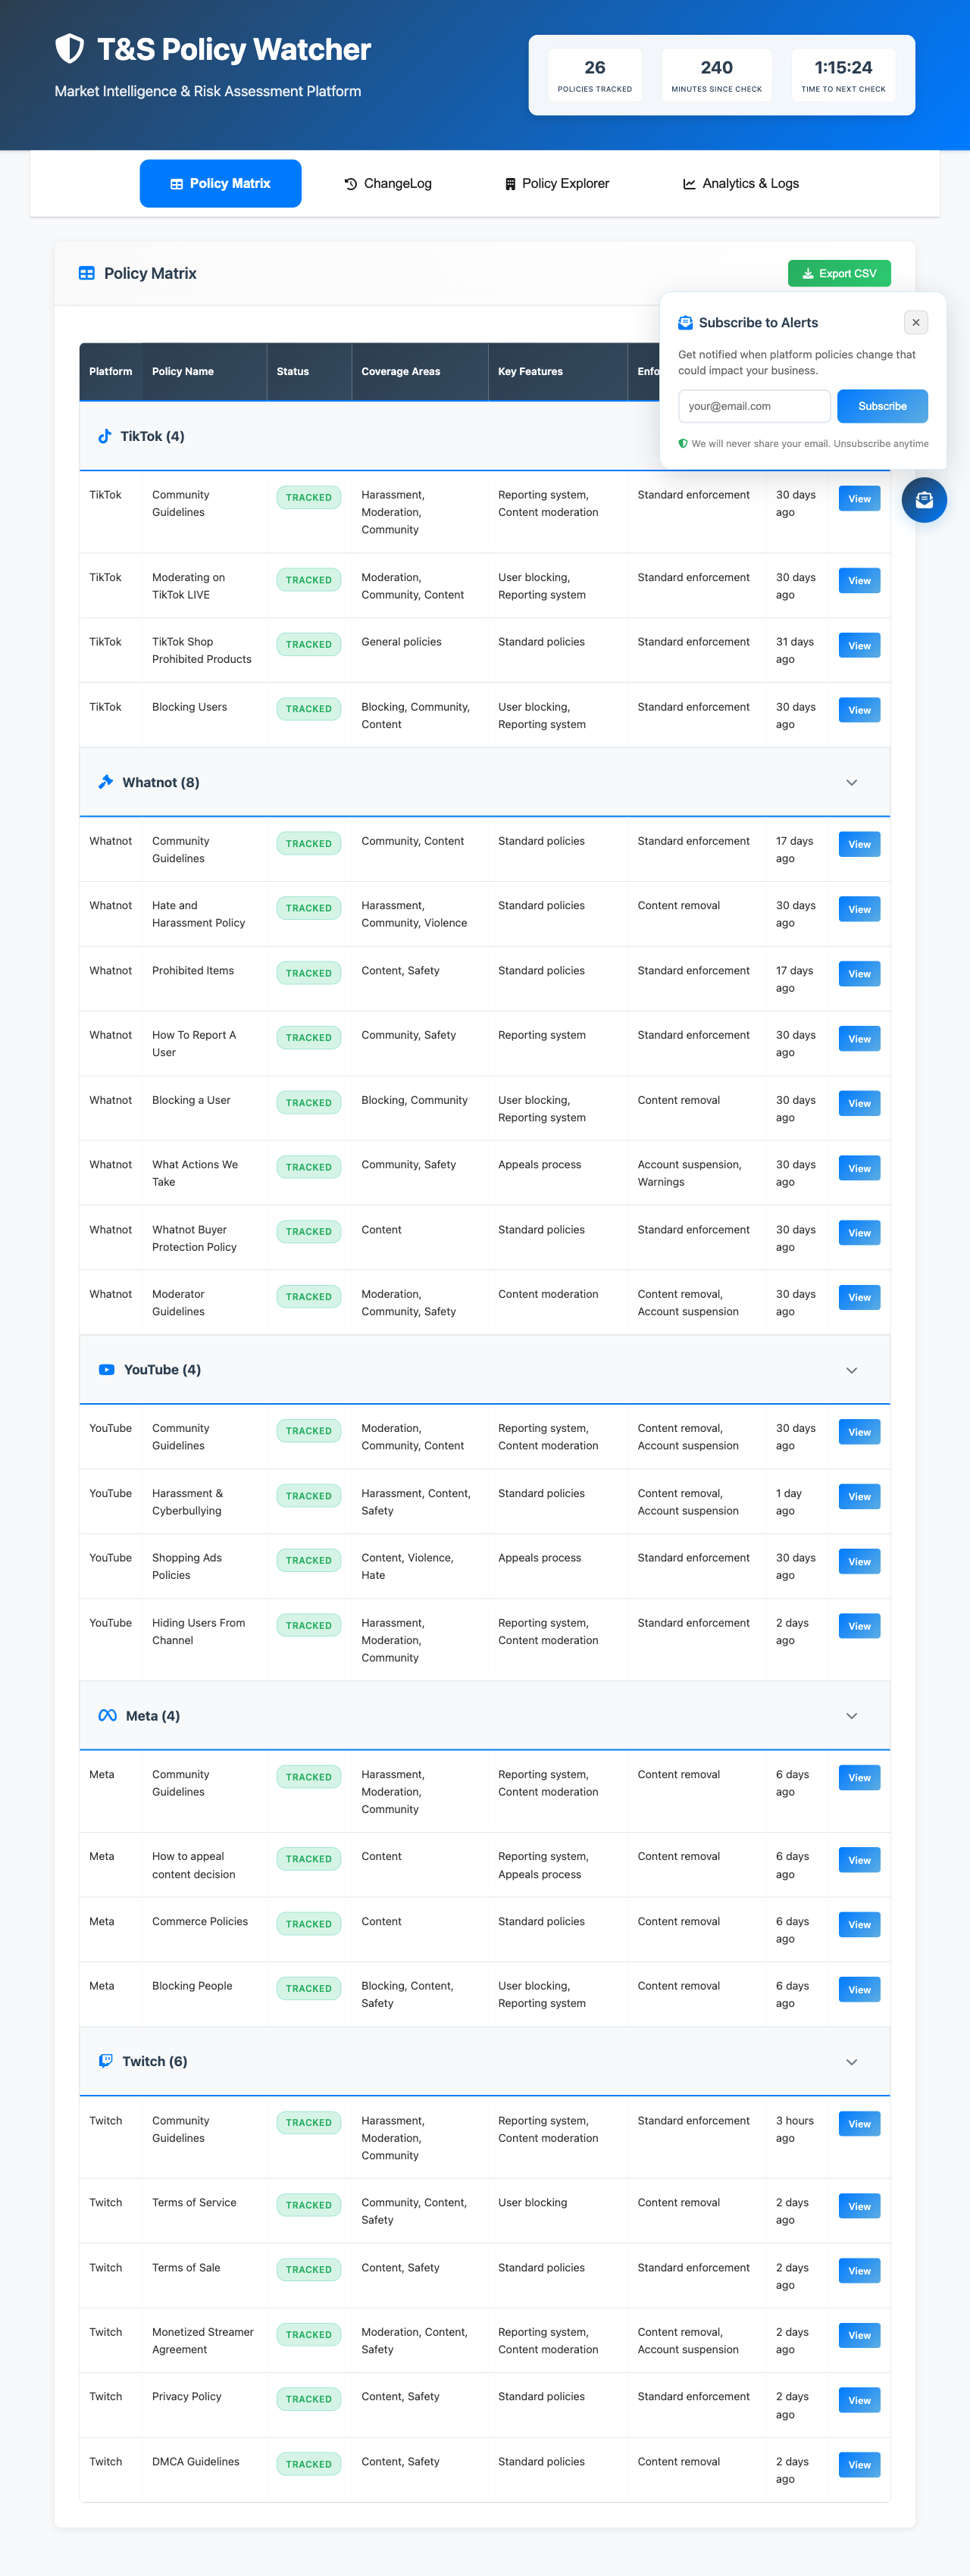 T&S Policy Watcher
Market Intelligence & Risk Assessment Platform
26
POLICIES TRACKED
240
MINUTES SINCE CHECK
1:15:24
TIME TO NEXT CHECK
Policy Matrix
ChangeLog
Policy Explorer
Analytics & Logs
Policy Matrix
Export CSV
Subscribe to Alerts
Get notified when platform policies change that
could impact your business.
your@email.com
Subscribe
We will never share your email. Unsubscribe anytime
Platform Policy Name Status Coverage Areas Key Features Enfo
TikTok (4)
TikTok Community Guidelines TRACKED Harassment, Moderation, Community Reporting system, Content moderation Standard enforcement 30 days ago View
TikTok Moderating on TikTok LIVE TRACKED Moderation, Community, Content User blocking, Reporting system Standard enforcement 30 days ago View
TikTok TikTok Shop Prohibited Products TRACKED General policies Standard policies Standard enforcement 31 days ago View
TikTok Blocking Users TRACKED Blocking, Community, Content User blocking, Reporting system Standard enforcement 30 days ago View
Whatnot (8)
Whatnot Community Guidelines TRACKED Community, Content Standard policies Standard enforcement 17 days ago View
Whatnot Hate and Harassment Policy TRACKED Harassment, Community, Violence Standard policies Content removal 30 days ago View
Whatnot Prohibited Items TRACKED Content, Safety Standard policies Standard enforcement 17 days ago View
Whatnot How To Report A User TRACKED Community, Safety Reporting system Standard enforcement 30 days ago View
Whatnot Blocking a User TRACKED Blocking, Community User blocking, Reporting system Content removal 30 days ago View
Whatnot What Actions We Take TRACKED Community, Safety Appeals process Account suspension, Warnings 30 days ago View
Whatnot Whatnot Buyer Protection Policy TRACKED Content Standard policies Standard enforcement 30 days ago View
Whatnot Moderator Guidelines TRACKED Moderation, Community, Safety Content moderation Content removal, Account suspension 30 days ago View
YouTube (4)
YouTube Community Guidelines TRACKED Moderation, Community, Content Reporting system, Content moderation Content removal, Account suspension 30 days ago View
YouTube Harassment & Cyberbullying TRACKED Harassment, Content, Safety Standard policies Content removal, Account suspension 1 day ago View
YouTube Shopping Ads Policies TRACKED Content, Violence, Hate Appeals process Standard enforcement 30 days ago View
YouTube Hiding Users From Channel TRACKED Harassment, Moderation, Community Reporting system, Content moderation Standard enforcement 2 days ago View
Meta (4)
Meta Community Guidelines TRACKED Harassment, Moderation, Community Reporting system, Content moderation Content removal 6 days ago View
Meta How to appeal content decision TRACKED Content Reporting system, Appeals process Content removal 6 days ago View
Meta Commerce Policies TRACKED Content Standard policies Content removal 6 days ago View
Meta Blocking People TRACKED Blocking, Content, Safety User blocking, Reporting system Content removal 6 days ago View
Twitch (6)
Twitch Community Guidelines TRACKED Harassment, Moderation, Community Reporting system, Content moderation Standard enforcement 3 hours ago View
Twitch Terms of Service TRACKED Community, Content, Safety User blocking Content removal 2 days ago View
Twitch Terms of Sale TRACKED Content, Safety Standard policies Standard enforcement 2 days ago View
Twitch Monetized Streamer Agreement TRACKED Moderation, Content, Safety Reporting system, Content moderation Content removal, Account suspension 2 days ago View
Twitch Privacy Policy TRACKED Content, Safety Standard policies Standard enforcement 2 days ago View
Twitch DMCA Guidelines TRACKED Content, Safety Standard policies Content removal 2 days ago View